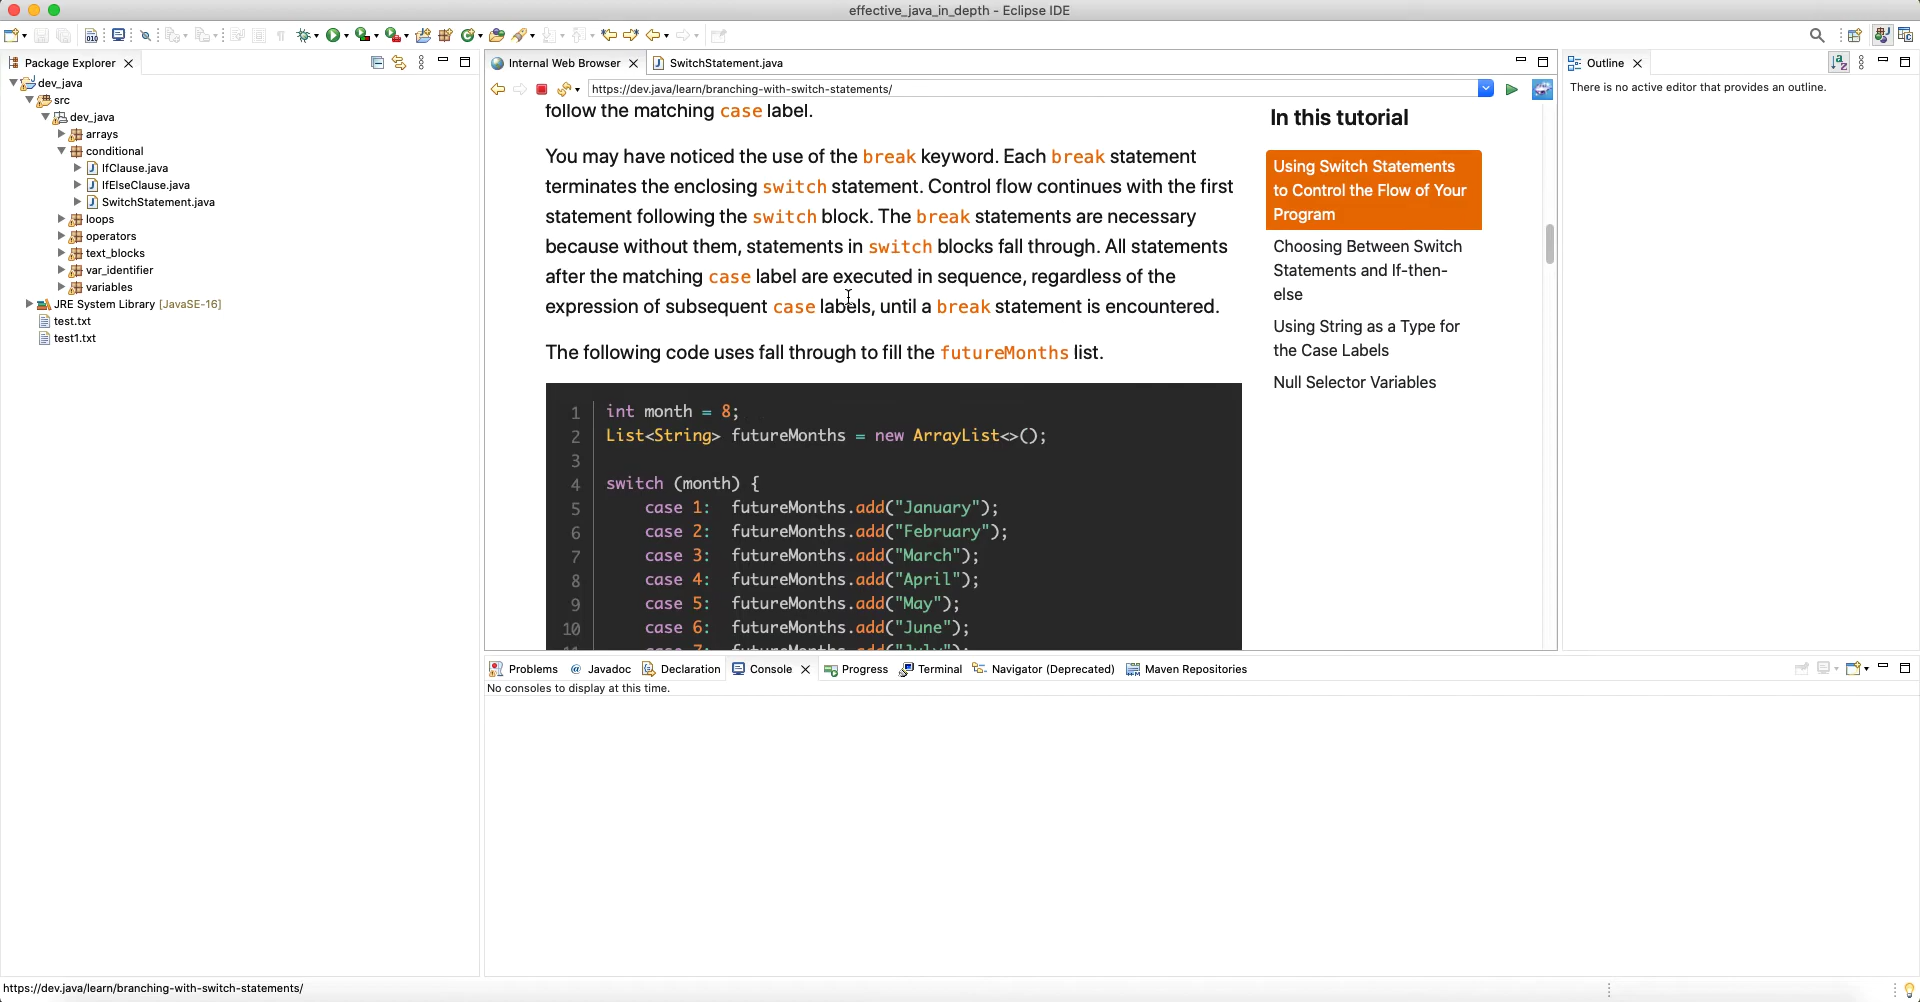 effective_java_in_depth - Eclipse IDE
Package Explorer
Internal Web Browser
SwitchStatement.java
Outline
https://dev.java/learn/branching-with-switch-statements/
There is no active editor that provides an outline.
dev_java
src
dev_java
arrays
conditional
IfClause.java
IfElseClause.java
SwitchStatement.java
loops
operators
text_blocks
var_identifier
variables
JRE System Library [JavaSE-16]
test.txt
test1.txt
follow the matching case label.
You may have noticed the use of the break keyword. Each break statement
terminates the enclosing switch statement. Control flow continues with the first
statement following the switch block. The break statements are necessary
because without them, statements in switch blocks fall through. All statements
after the matching case label are executed in sequence, regardless of the
expression of subsequent case labels, until a break statement is encountered.
The following code uses fall through to fill the futureMonths list.
1 int month = 8;
2 List<String> futureMonths = new ArrayList<>();
3
4 switch (month) {
5 case 1: futureMonths.add("January");
6 case 2: futureMonths.add("February");
7 case 3: futureMonths.add("March");
8 case 4: futureMonths.add("April");
9 case 5: futureMonths.add("May");
10 case 6: futureMonths.add("June");
In this tutorial
Using Switch Statements
to Control the Flow of Your
Program
Choosing Between Switch
Statements and If-then-
else
Using String as a Type for
the Case Labels
Null Selector Variables
Problems
Javadoc
Declaration
Console
Progress
Terminal
Navigator (Deprecated)
Maven Repositories
No consoles to display at this time.
https://dev.java/learn/branching-with-switch-statements/